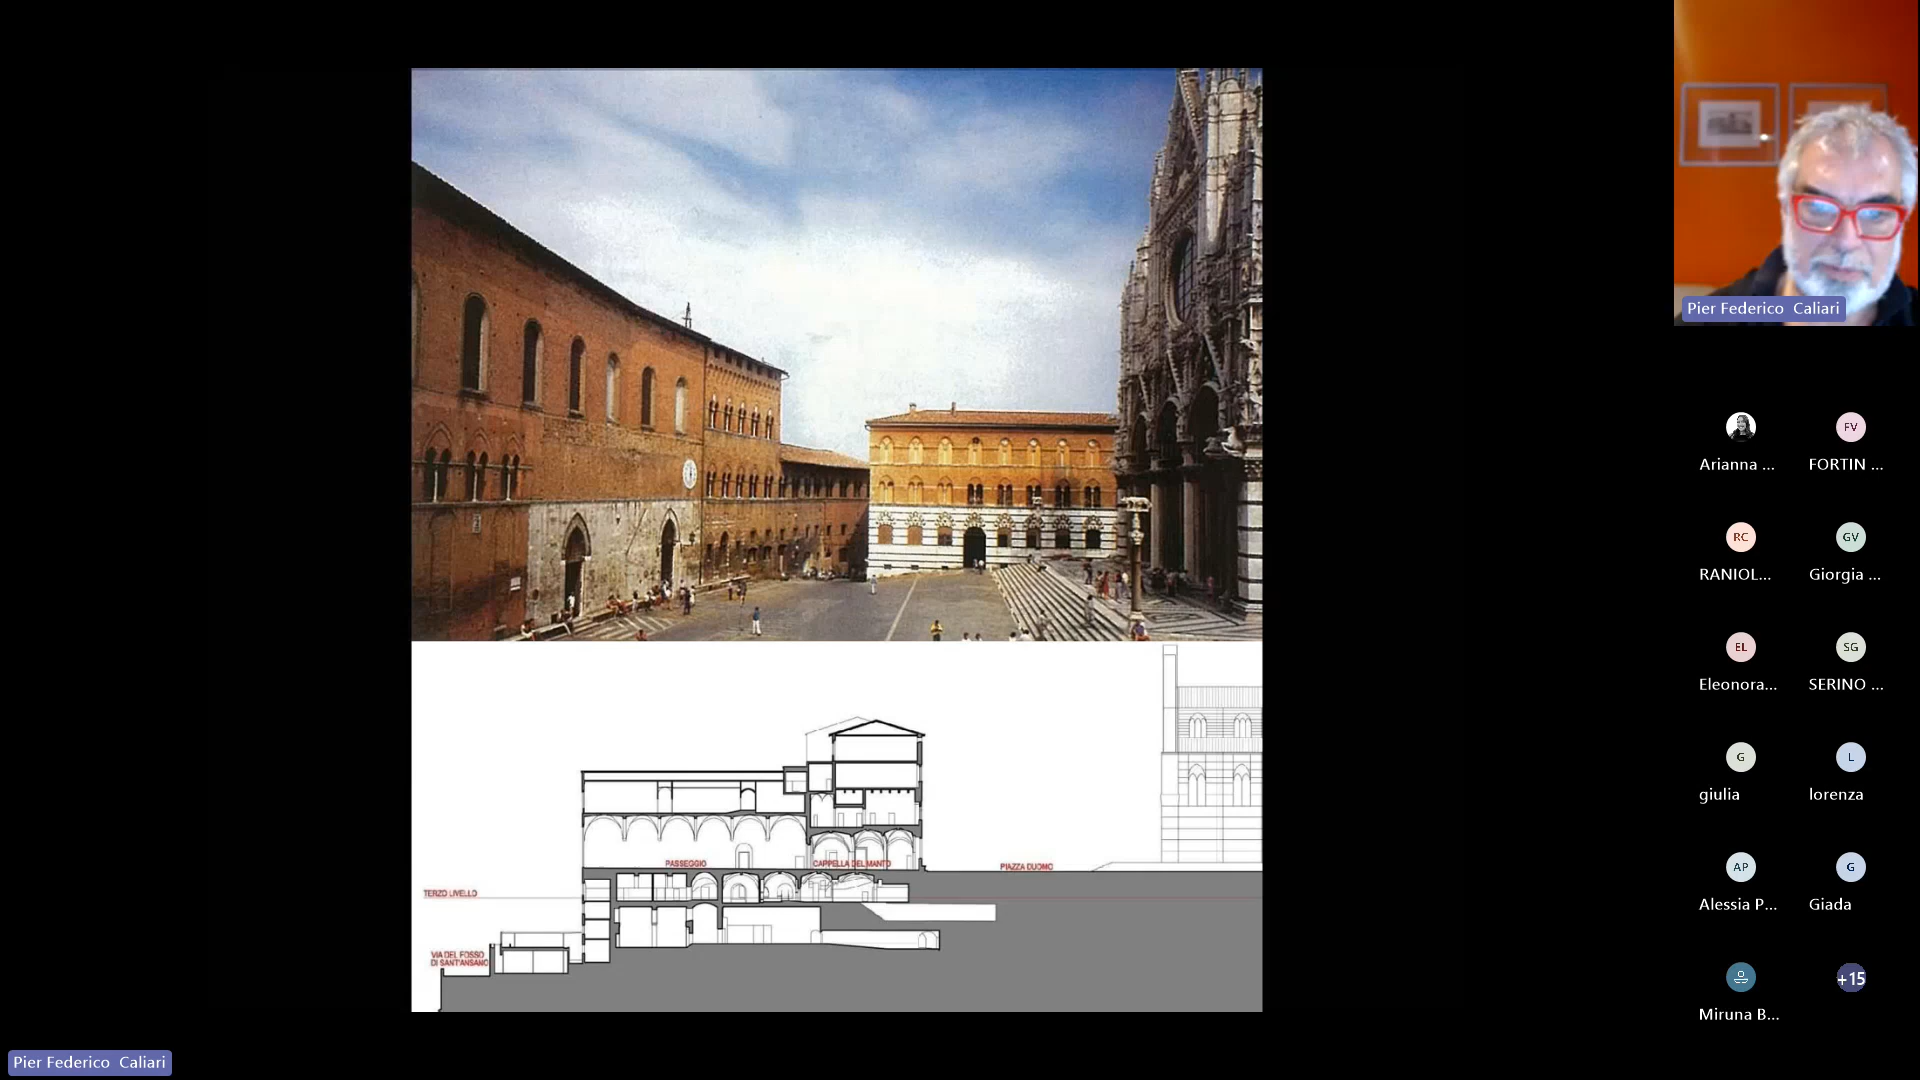 Pier Federico Caliari
Arianna ...
FV
FORTIN ...
RC
RANIOL...
GV
Giorgia ...
EL
Eleonora...
SG
SERINO ...
G
giulia
L
lorenza
AP
Alessia P...
G
Giada
Miruna B...
+15
PASSEGGIO
CAPPELLA DEL MANTO
PIAZZA DUOMO
TERZO LIVELLO
VIA DEL FOSSO
DI SANT'ANSANO
Pier Federico Caliari